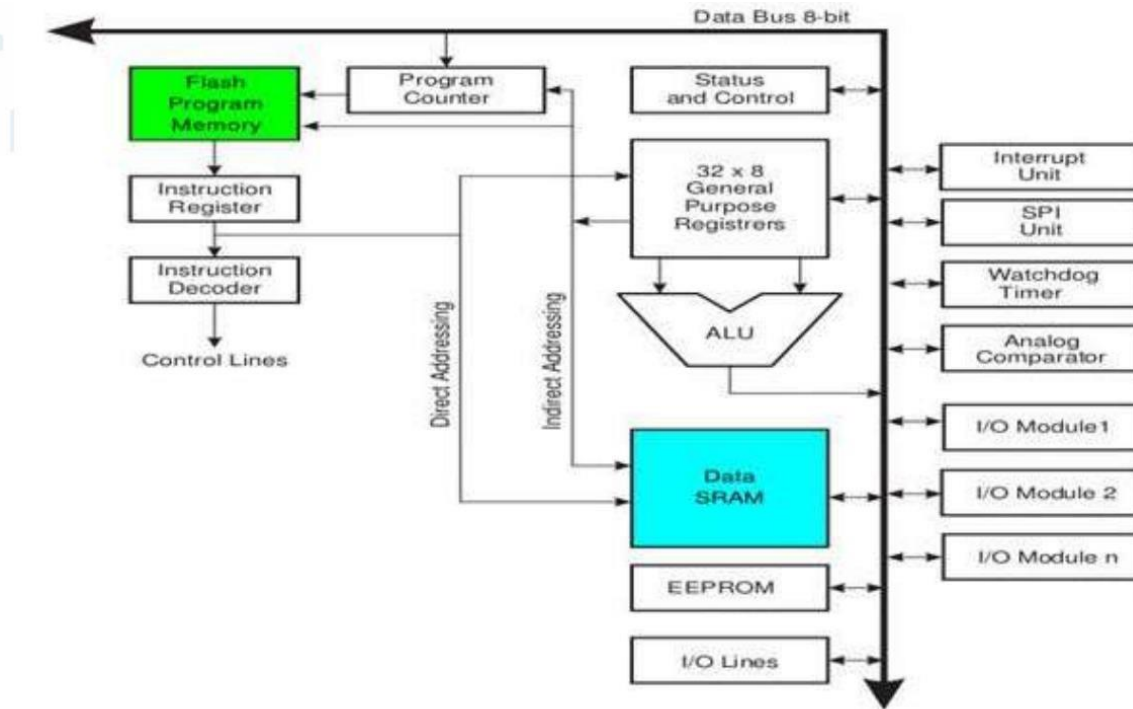 Data Bus 8-bit
Flash
Program
Memory
Program
Counter
Status
and Control
Instruction
Register
32 x 8
General
Purpose
Registrers
Interrupt
Unit
SPI
Unit
Instruction
Decoder
Watchdog
Timer
Control Lines
Direct Addressing
Indirect Addressing
ALU
Analog
Comparator
I/O Module1
Data
SRAM
I/O Module 2
I/O Module n
EEPROM
I/O Lines